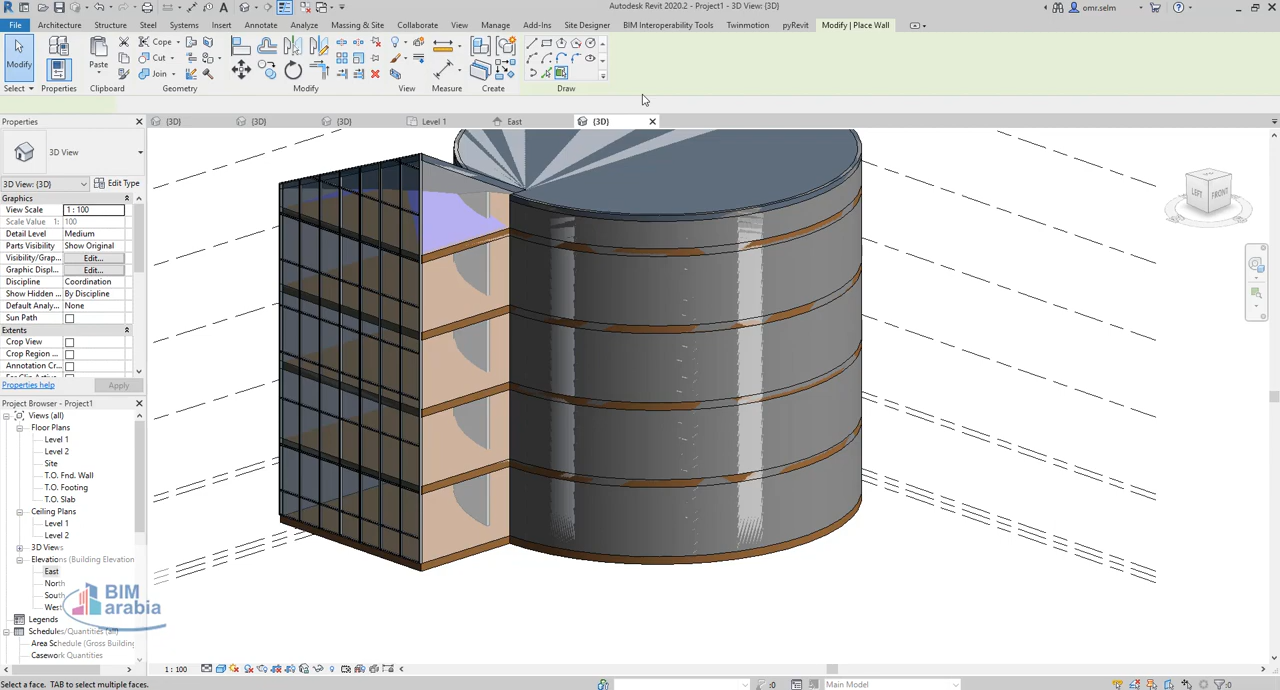 Autodesk Revit 2020.2 - Project1 - 3D View: {3D}
omr.selm
File Architecture Structure Steel Systems Insert Annotate Analyze Massing & Site Collaborate View Manage Add-Ins Site Designer BIM Interoperability Tools Twinmotion pyRevit Modify | Place Wall
Modify Paste Cope Cut Join
Select Properties Clipboard Geometry Modify View Measure Create Draw
Properties {3D} {3D} {3D} Level 1 East {3D}
3D View
3D View: {3D} Edit Type
Graphics
View Scale 1 : 100
Scale Value 1: 100
Detail Level Medium
Parts Visibility Show Original
Visibility/Grap... Edit...
Graphic Displ... Edit...
Discipline Coordination
Show Hidden ... By Discipline
Default Analy... None
Sun Path
Extents
Crop View
Crop Region ...
Annotation Cr...
Properties help Apply
Project Browser - Project1
Views (all)
Floor Plans
Level 1
Level 2
Site
T.O. Fnd. Wall
T.O. Footing
T.O. Slab
Ceiling Plans
Level 1
Level 2
3D Views
Elevations (Building Elevation
East
North
South
West
Legends
Schedules/Quantities (all)
Area Schedule (Gross Building
Casework Quantities
LEFT FRONT
BIM
arabia
1 : 100
Select a face. TAB to select multiple faces. :0 Main Model :0